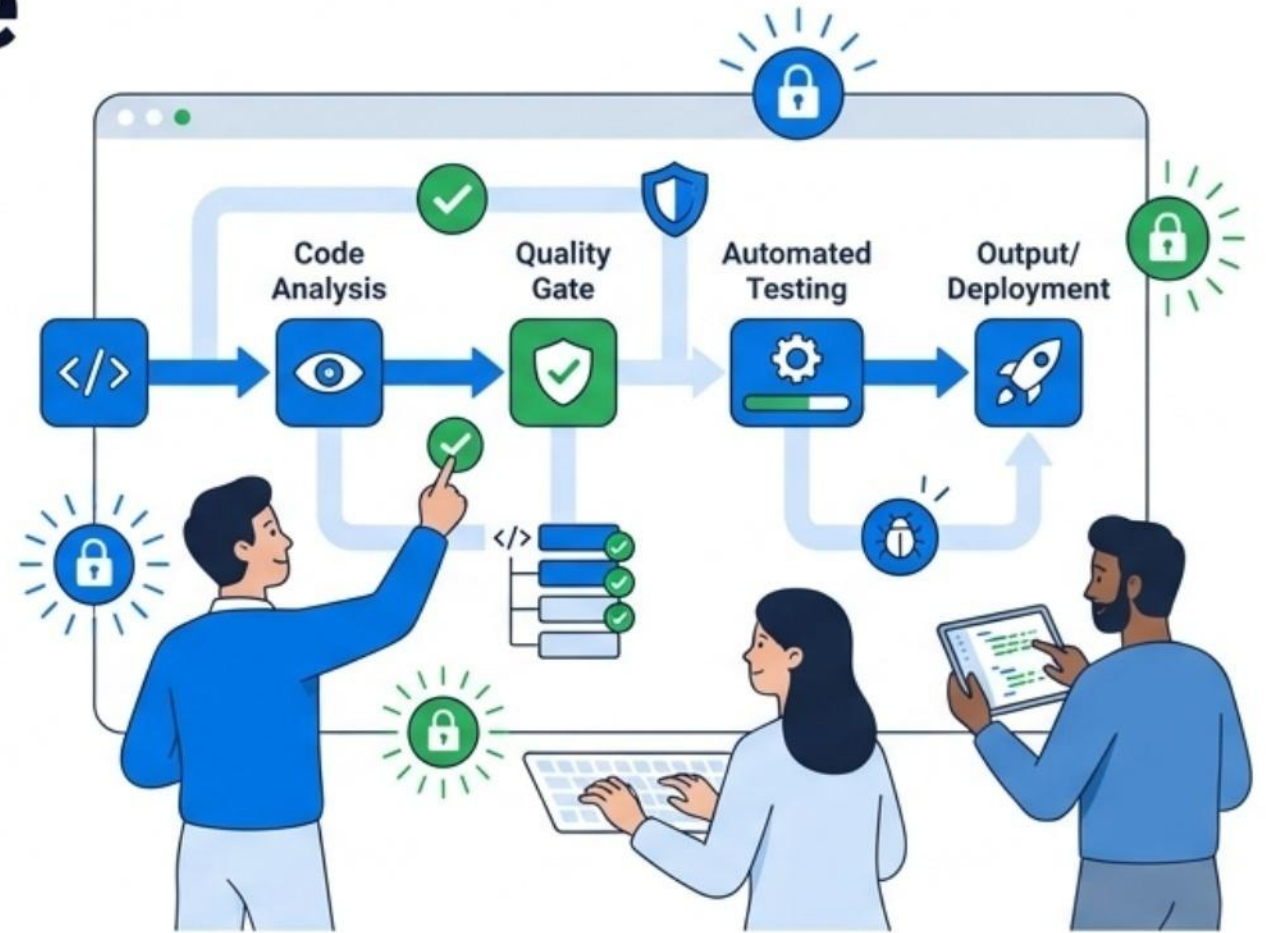 e
Code
Analysis
Quality
Gate
Automated
Testing
Output/
Deployment
</>
</>